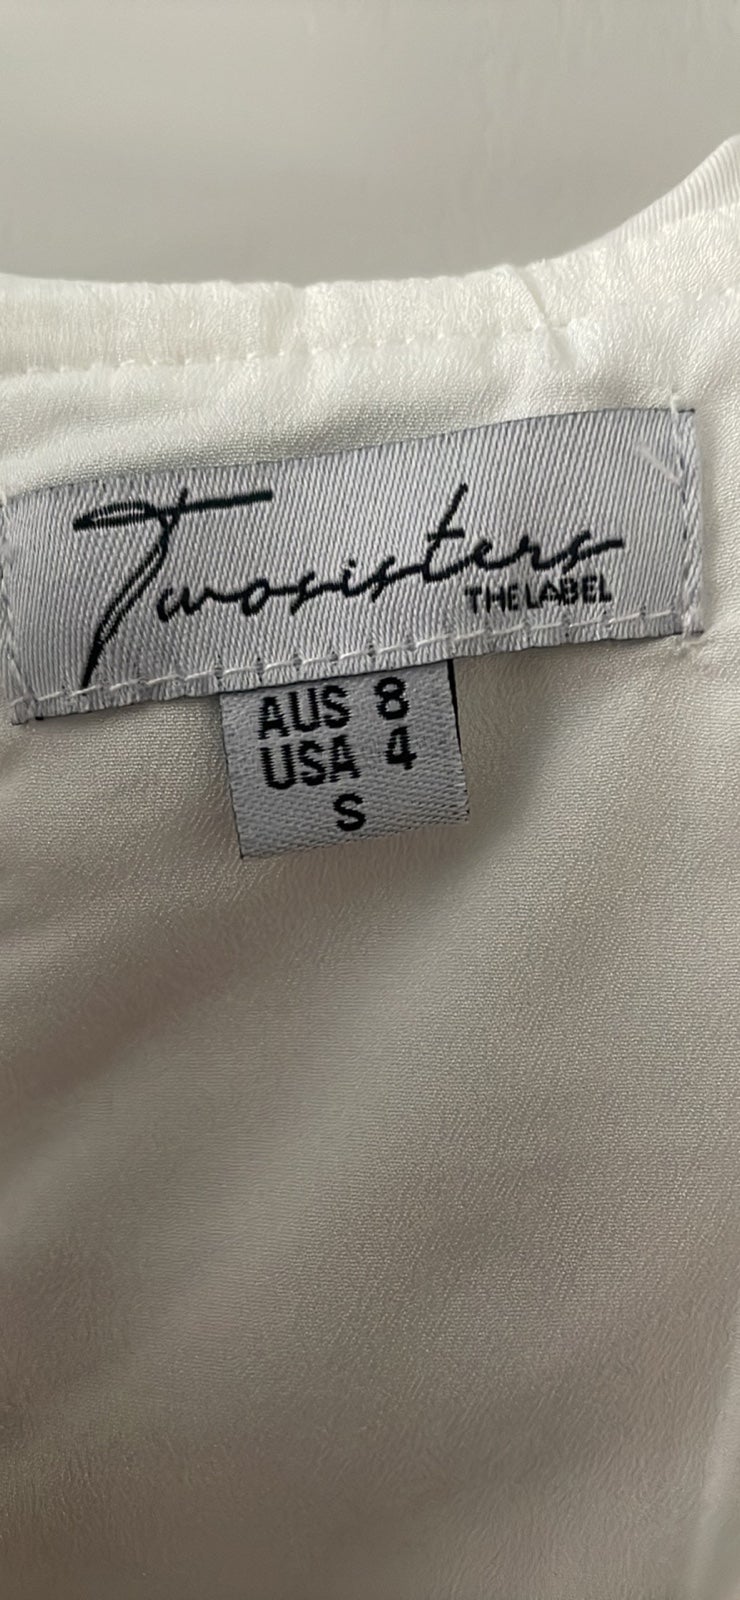 Twosisters
THE LABEL
AUS 8
USA 4
S